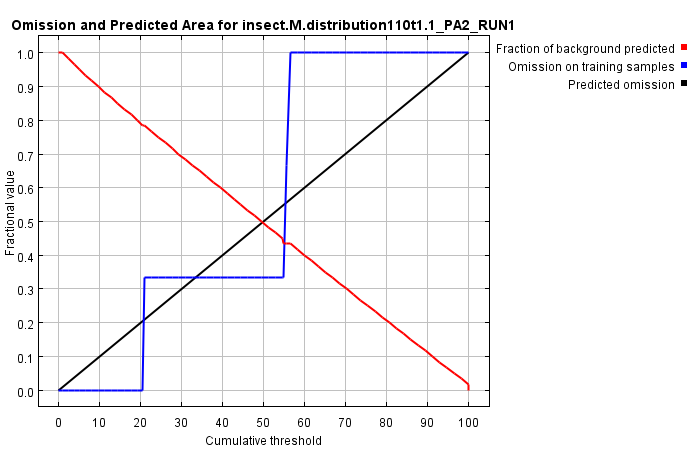 Omission and Predicted Area for insect.M.distribution110t1.1_PA2_RUN1
Fraction of background predicted
Omission on training samples
Predicted omission
Fractional value
1.0
0.9
0.8
0.7
0.6
0.5
0.4
0.3
0.2
0.1
0.0
0 10 20 30 40 50 60 70 80 90 100
Cumulative threshold